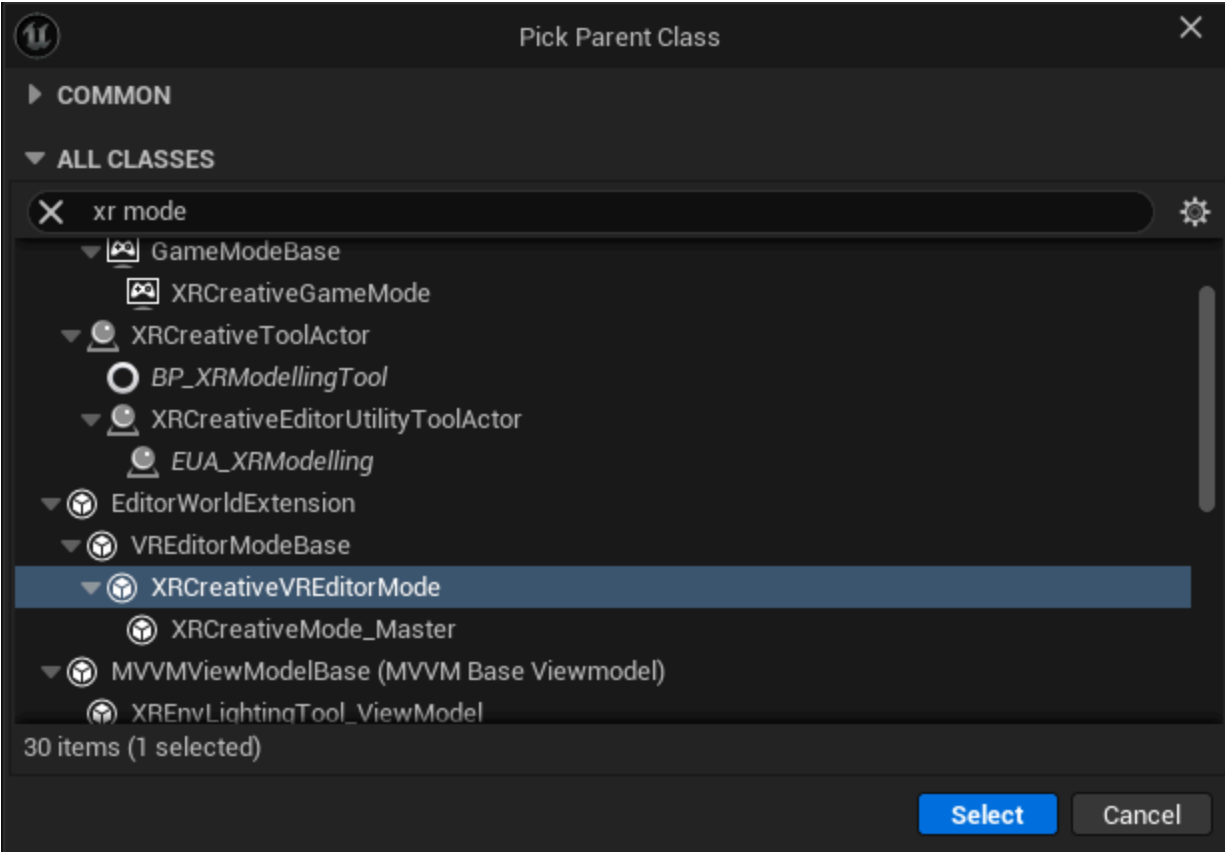 Pick Parent Class
COMMON
ALL CLASSES
xr mode
GameModeBase
XRCreativeGameMode
XRCreativeToolActor
BP_XRModellingTool
XRCreativeEditorUtilityToolActor
EUA_XRModelling
EditorWorldExtension
VREditorModeBase
XRCreativeVREditorMode
XRCreativeMode_Master
MVVMViewModelBase (MVVM Base Viewmodel)
XREnvLightingTool_ViewModel
30 items (1 selected)
Select Cancel